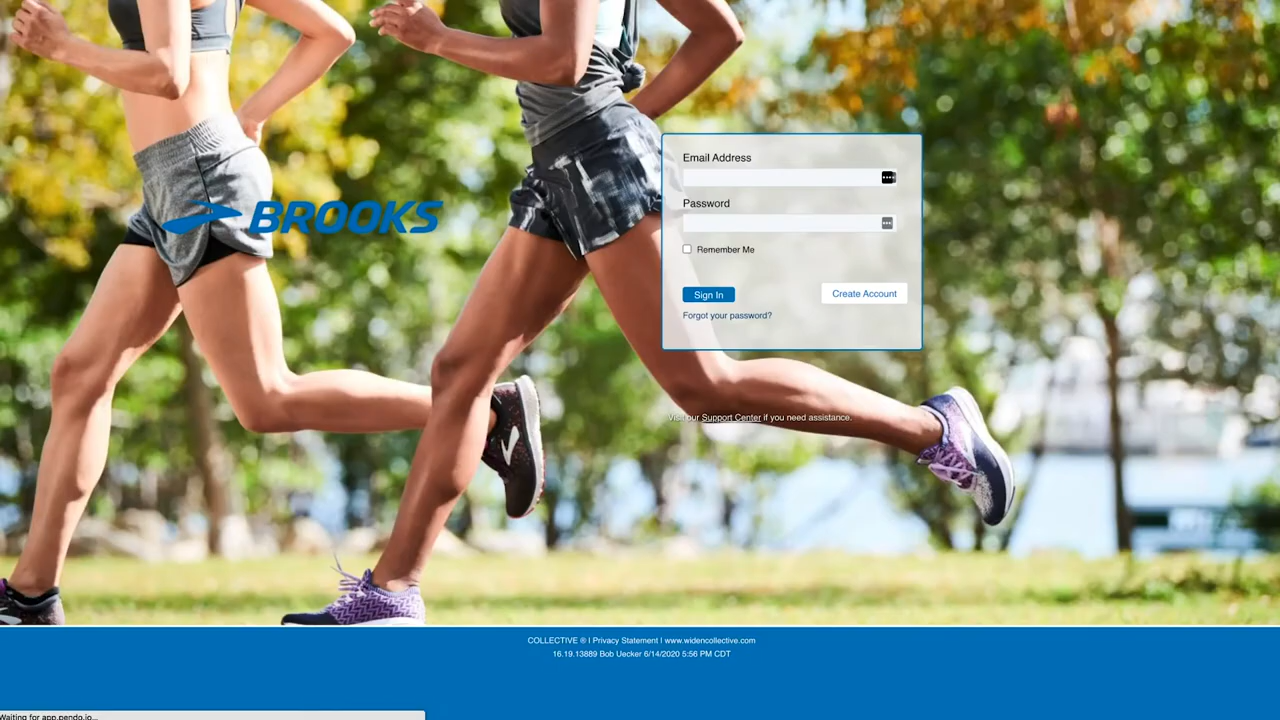 BROOKS
Email Address
Password
Remember Me
Sign In
Create Account
Forgot your password?
Visit our Support Center if you need assistance.
COLLECTIVE ® | Privacy Statement | www.widencollective.com
16.19.13889 Bob Uecker 6/14/2020 5:56 PM CDT
Waiting for app.pendo.io...